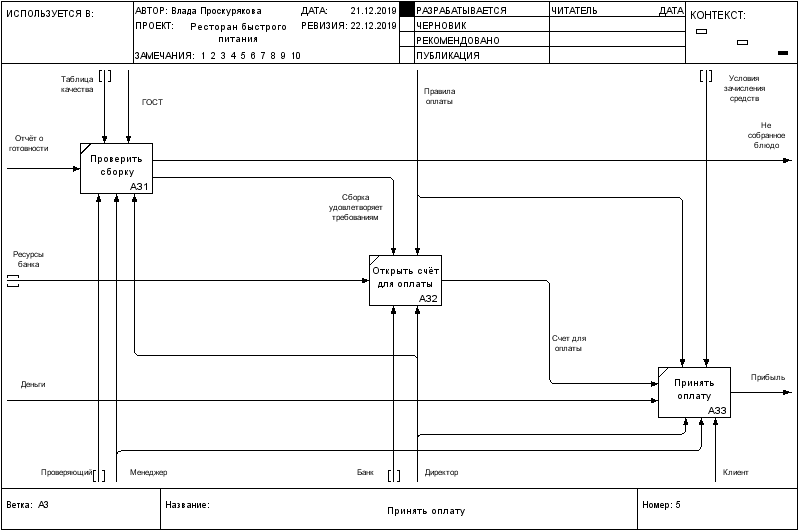 ИСПОЛЬЗУЕТСЯ В:
АВТОР: Влада Проскурякова
ДАТА: 21.12.2019
ПРОЕКТ: Ресторан быстрого
питания
РЕВИЗИЯ: 22.12.2019
ЗАМЕЧАНИЯ: 1 2 3 4 5 6 7 8 9 10
РАЗРАБАТЫВАЕТСЯ
ЧЕРНОВИК
РЕКОМЕНДОВАНО
ПУБЛИКАЦИЯ
ЧИТАТЕЛЬ
ДАТА
КОНТЕКСТ:
Таблица
качества
ГОСТ
Правила
оплаты
Условия
зачисления
средств
Отчёт о
готовности
Не
собранное
блюдо
Проверить
сборку
А31
Сборка
удовлетворяет
требованиям
Ресурсы
банка
Открыть счёт
для оплаты
А32
Счет для
оплаты
Деньги
Принять
оплату
А33
Прибыль
Проверяющий
Менеджер
Банк
Директор
Клиент
Ветка: А3
Название:
Принять оплату
Номер: 5